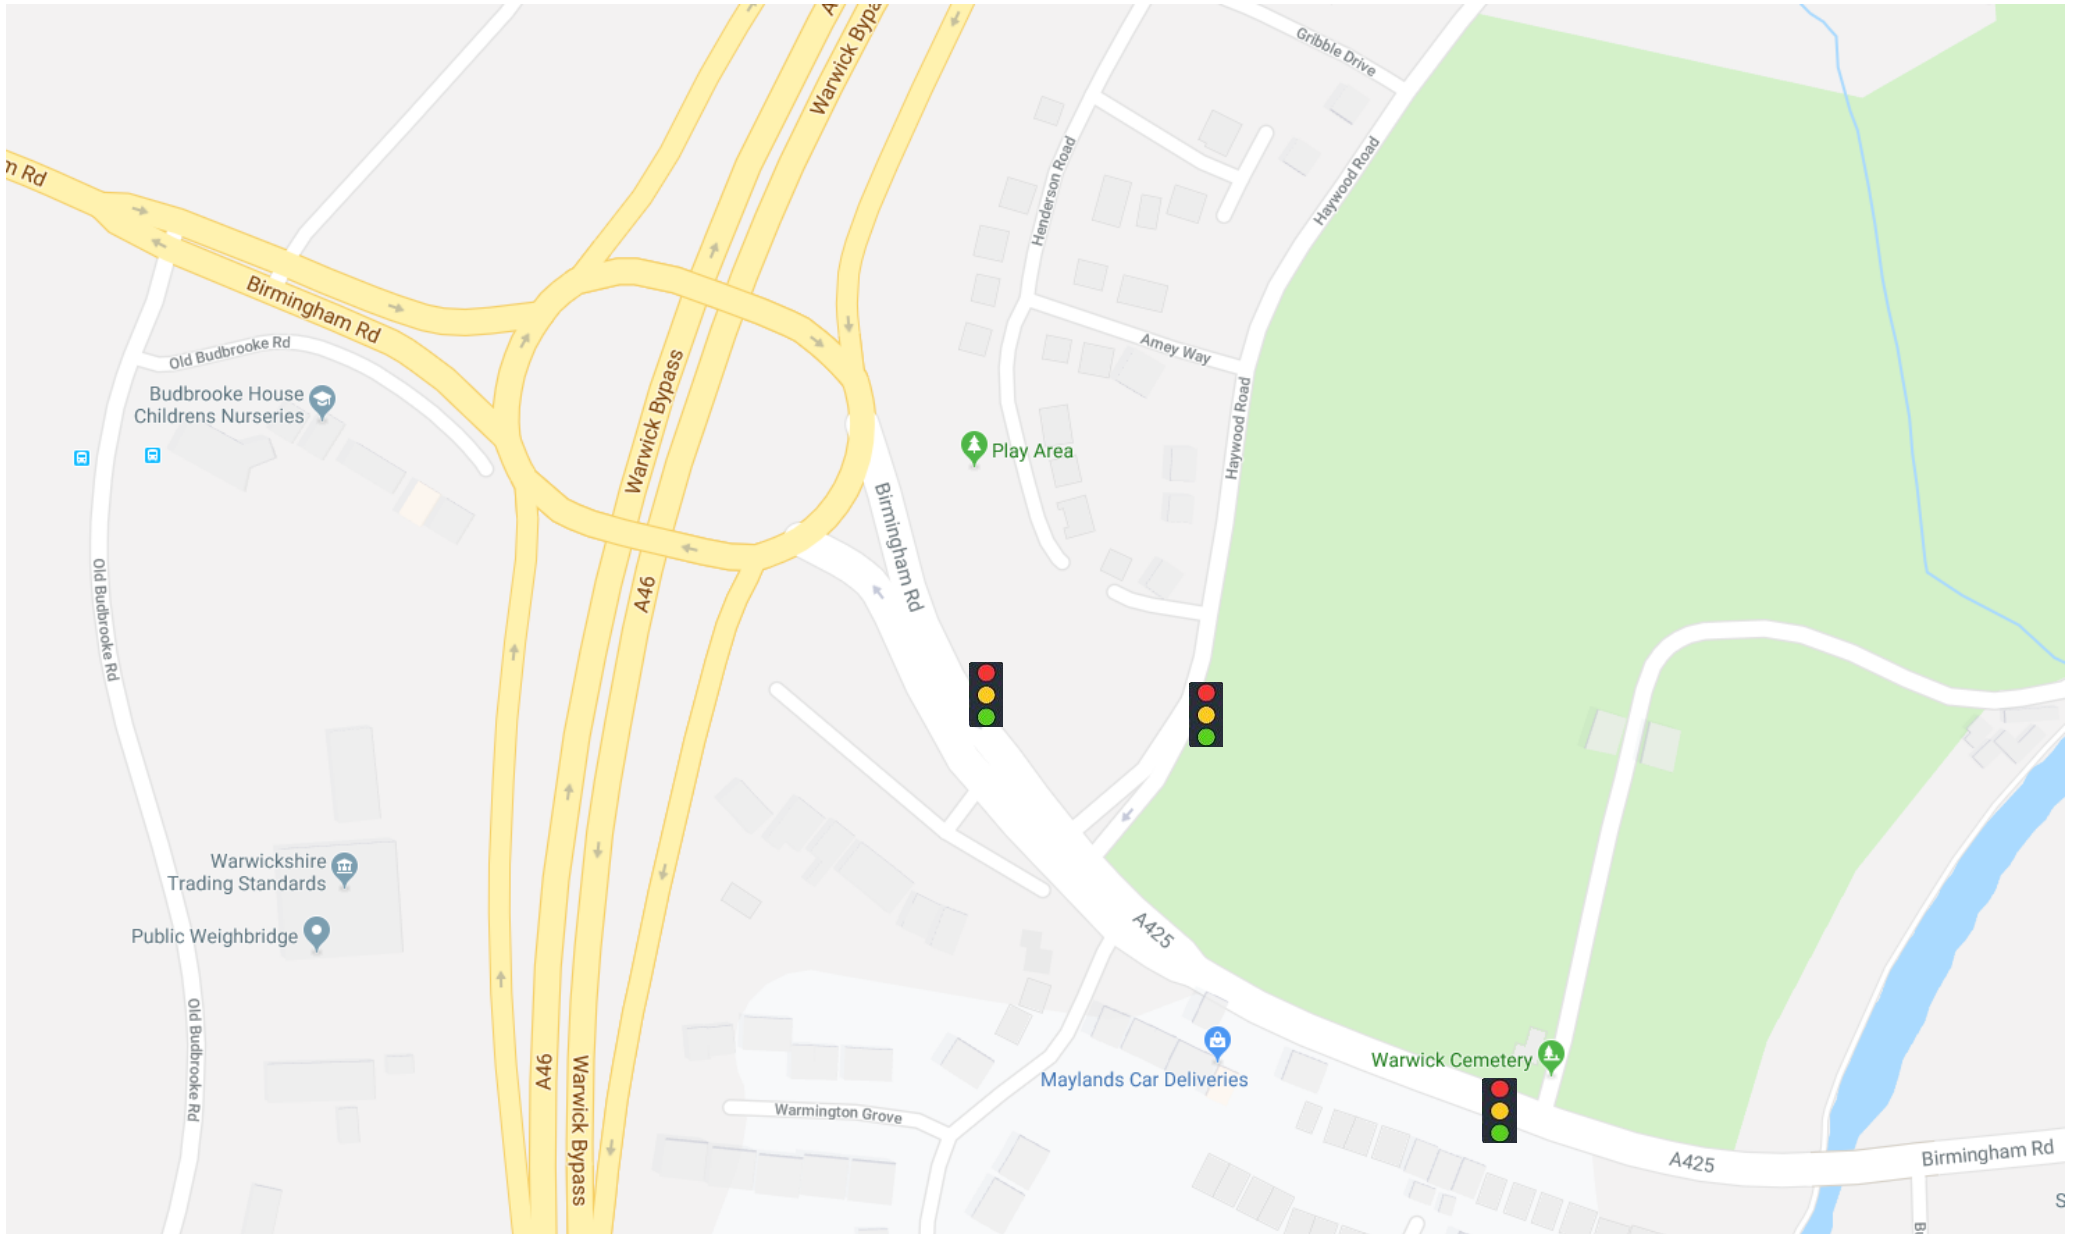 A
Warwick Bypa
Gribble Drive
m Rd
Henderson Road
Haywood Road
Birmingham Rd
Old Budbrooke Rd
Amey Way
Budbrooke House
Childrens Nurseries
Warwick Bypass
Haywood Road
Play Area
Birmingham Rd
A46
Old Budbrooke Rd
Warwickshire
Trading Standards
Public Weighbridge
A425
Old Budbrooke Rd
A46
Warwick Bypass
Maylands Car Deliveries
Warwick Cemetery
Warmington Grove
A425
Birmingham Rd
S
B